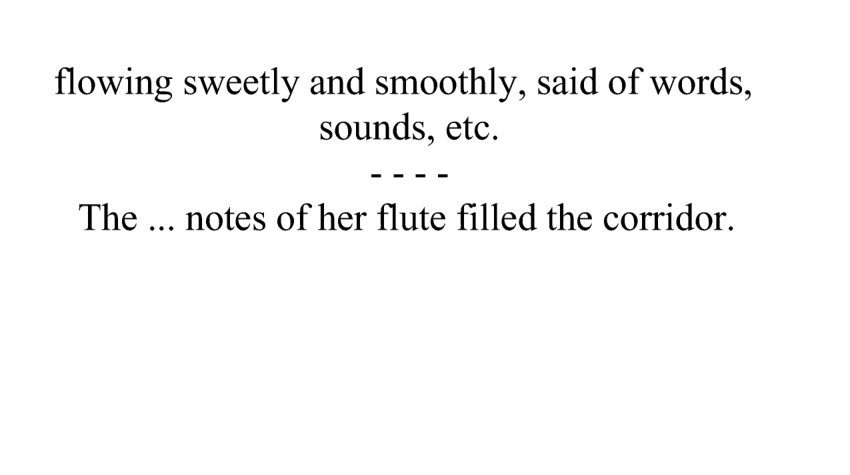 flowing sweetly and smoothly, said of words,
sounds, etc.
- - - -
The ... notes of her flute filled the corridor.